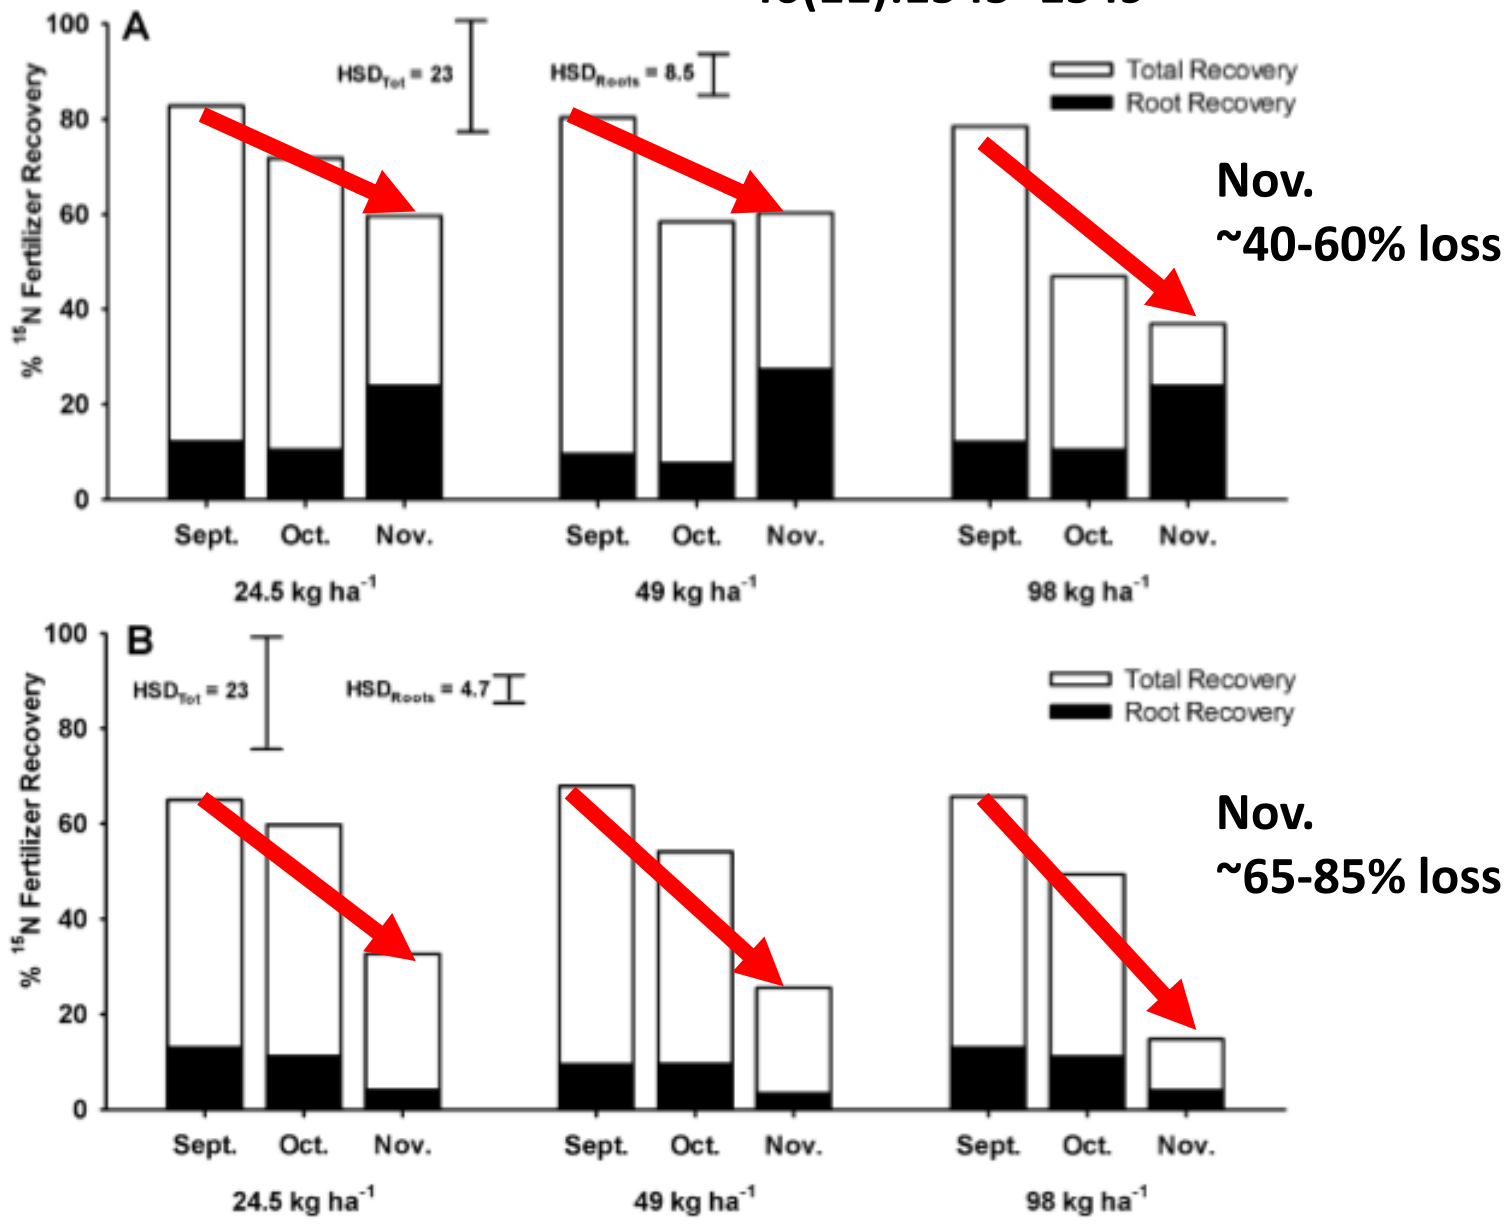 100 A
HSD_Tot = 23
HSD_Roots = 8.5
Total Recovery
Root Recovery
80
60
40
20
0
% ¹⁵N Fertilizer Recovery
Nov.
~40-60% loss
Sept. Oct. Nov. Sept. Oct. Nov. Sept. Oct. Nov.
24.5 kg ha⁻¹ 49 kg ha⁻¹ 98 kg ha⁻¹
100 B
HSD_Tot = 23
HSD_Roots = 4.7
Total Recovery
Root Recovery
80
60
40
20
0
% ¹⁵N Fertilizer Recovery
Nov.
~65-85% loss
Sept. Oct. Nov. Sept. Oct. Nov. Sept. Oct. Nov.
24.5 kg ha⁻¹ 49 kg ha⁻¹ 98 kg ha⁻¹